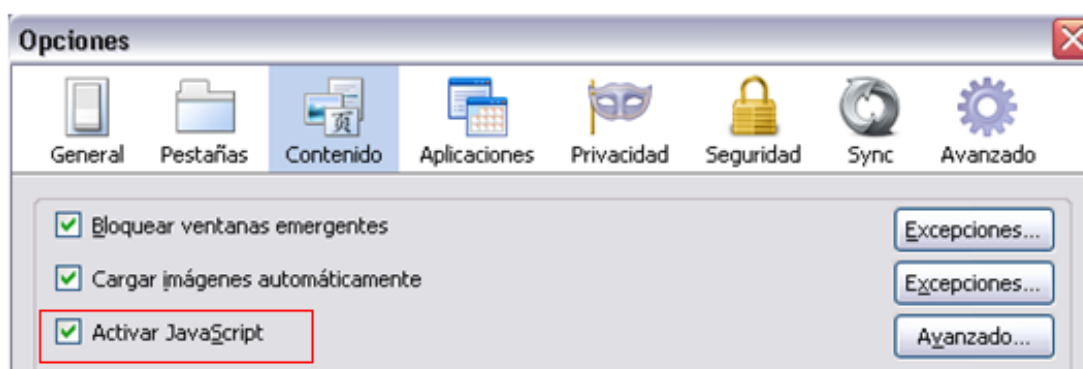 Opciones
General Pestañas Contenido Aplicaciones Privacidad Seguridad Sync Avanzado
Bloquear ventanas emergentes Excepciones...
Cargar imágenes automáticamente Excepciones...
Activar JavaScript Avanzado...